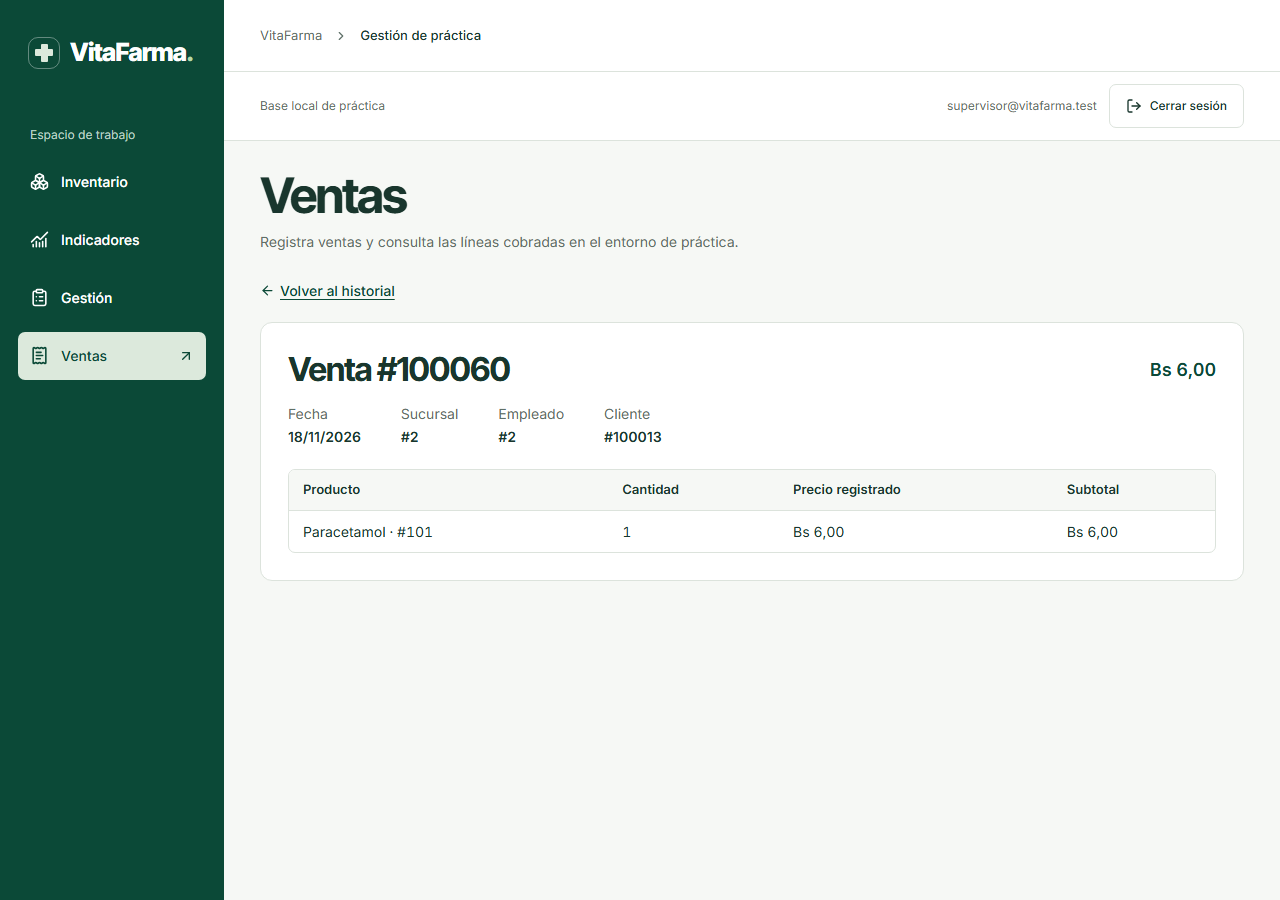 VitaFarma.
Espacio de trabajo
Inventario
Indicadores
Gestión
Ventas
VitaFarma > Gestión de práctica
Base local de práctica
supervisor@vitafarma.test
Cerrar sesión
Ventas
Registra ventas y consulta las líneas cobradas en el entorno de práctica.
Volver al historial
Venta #100060
Bs 6,00
Fecha Sucursal Empleado Cliente
18/11/2026 #2 #2 #100013
Producto Cantidad Precio registrado Subtotal
Paracetamol · #101 1 Bs 6,00 Bs 6,00